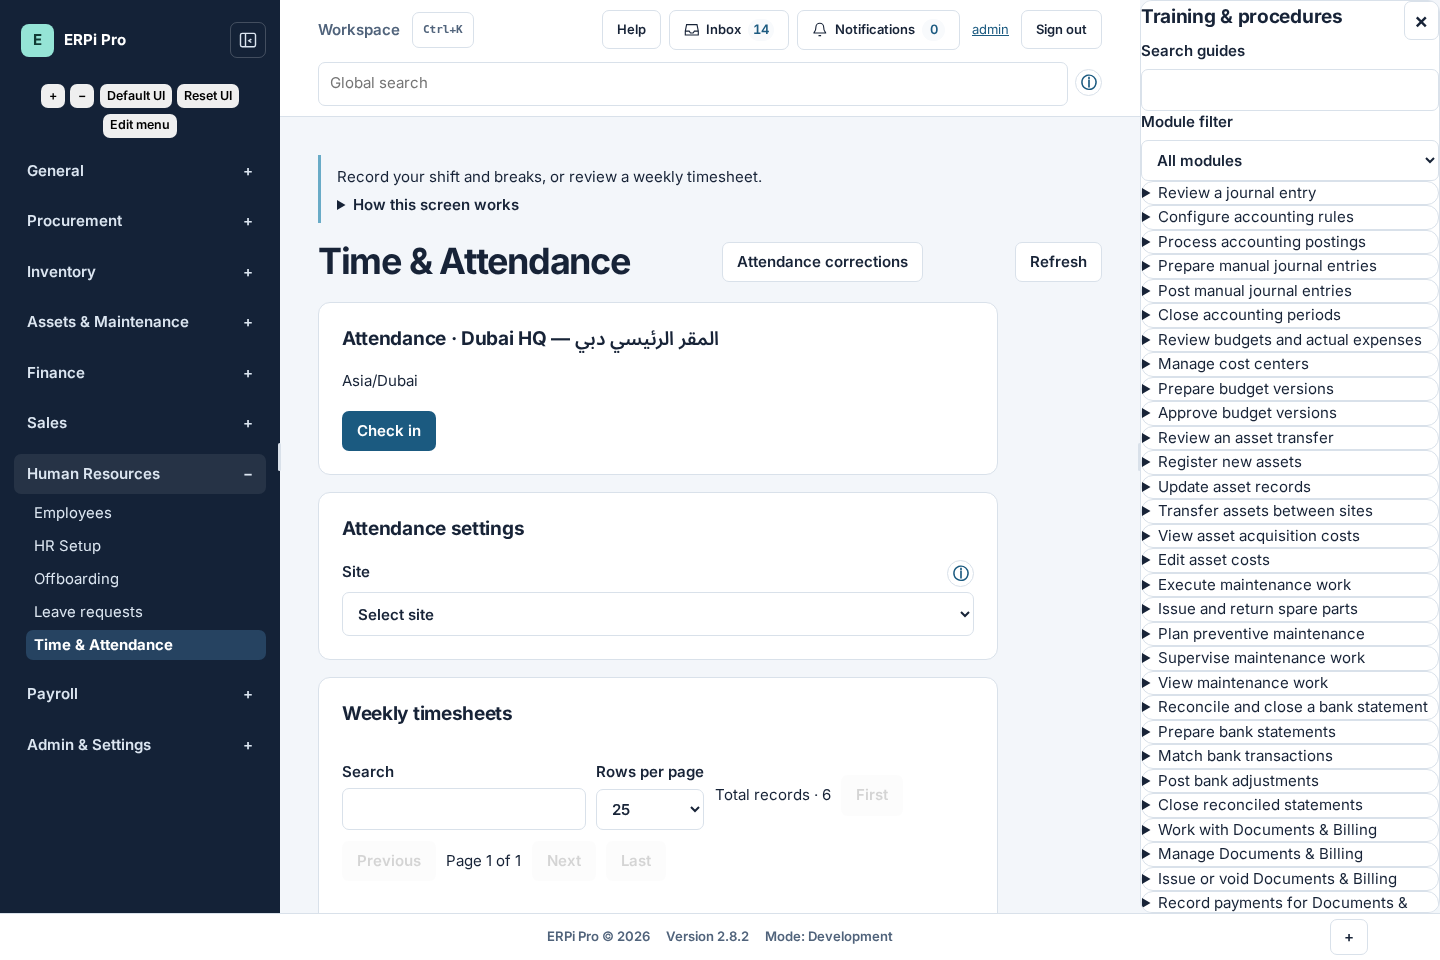 E ERPi Pro
+ − Default UI Reset UI
Edit menu
General +
Procurement +
Inventory +
Assets & Maintenance +
Finance +
Sales +
Human Resources −
Employees
HR Setup
Offboarding
Leave requests
Time & Attendance
Payroll +
Admin & Settings +
Workspace Ctrl+K
Help Inbox 14 Notifications 0 admin Sign out
Global search
Record your shift and breaks, or review a weekly timesheet.
How this screen works
Time & Attendance
Attendance corrections Refresh
Attendance · Dubai HQ — المقر الرئيسي دبي
Asia/Dubai
Check in
Attendance settings
Site
Select site
Weekly timesheets
Search Rows per page
25 Total records · 6 First
Previous Page 1 of 1 Next Last
Training & procedures ×
Search guides
Module filter
All modules
Review a journal entry
Configure accounting rules
Process accounting postings
Prepare manual journal entries
Post manual journal entries
Close accounting periods
Review budgets and actual expenses
Manage cost centers
Prepare budget versions
Approve budget versions
Review an asset transfer
Register new assets
Update asset records
Transfer assets between sites
View asset acquisition costs
Edit asset costs
Execute maintenance work
Issue and return spare parts
Plan preventive maintenance
Supervise maintenance work
View maintenance work
Reconcile and close a bank statement
Prepare bank statements
Match bank transactions
Post bank adjustments
Close reconciled statements
Work with Documents & Billing
Manage Documents & Billing
Issue or void Documents & Billing
Record payments for Documents &
ERPi Pro © 2026 Version 2.8.2 Mode: Development +